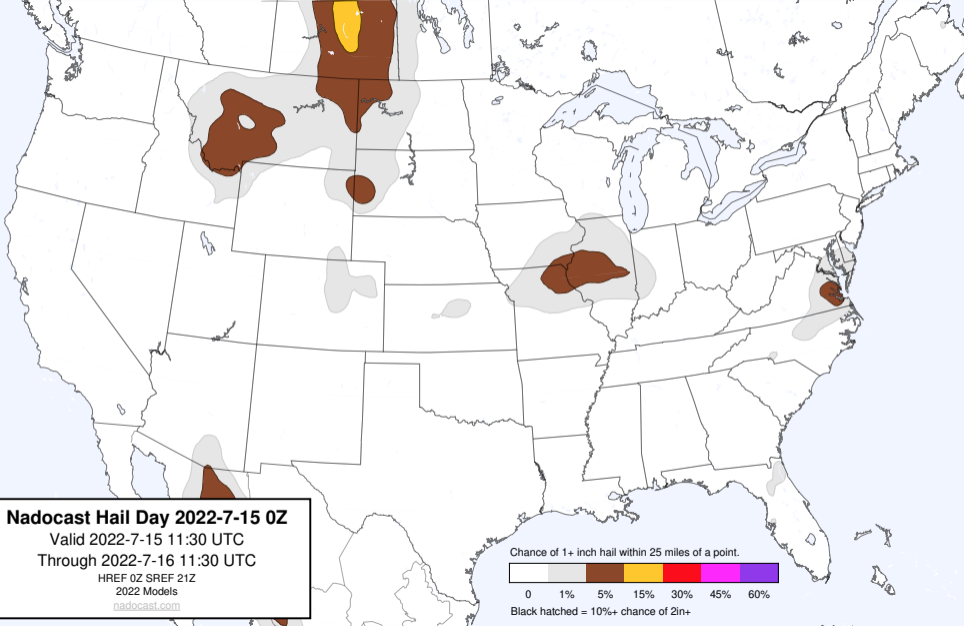 Nadocast Hail Day 2022-7-15 0Z
Valid 2022-7-15 11:30 UTC
Through 2022-7-16 11:30 UTC
HREF 0Z SREF 21Z
2022 Models
nadocast.com
Chance of 1+ inch hail within 25 miles of a point.
0 1% 5% 15% 30% 45% 60%
Black hatched = 10%+ chance of 2in+